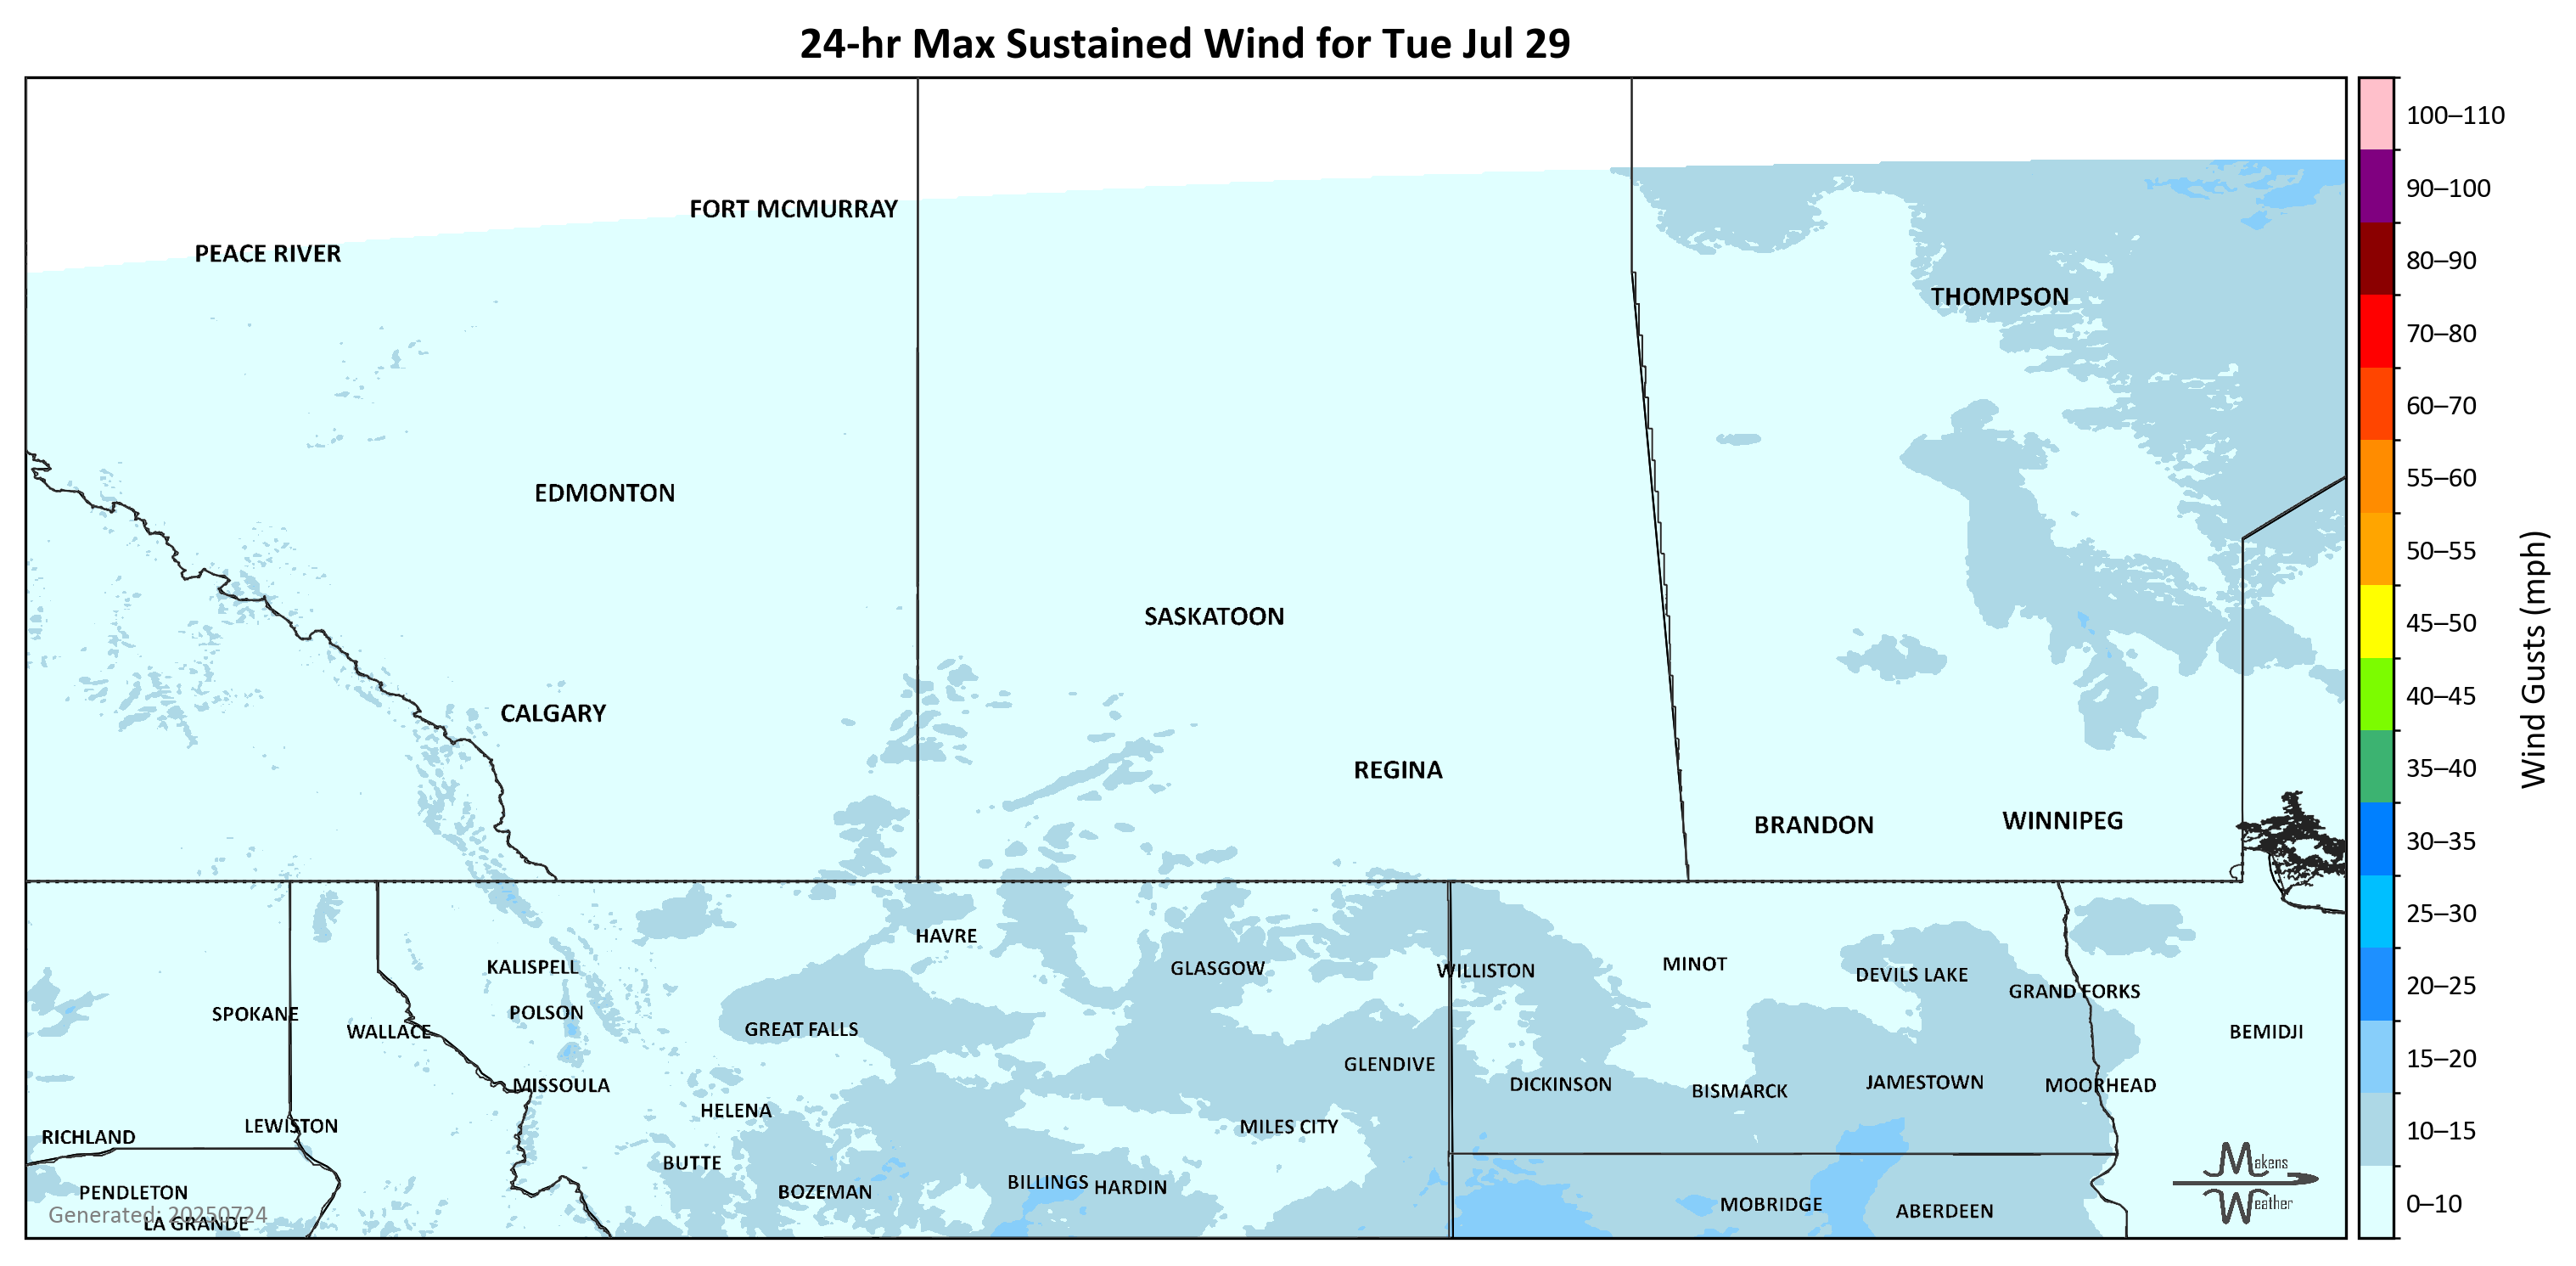 24-hr Max Sustained Wind for Tue Jul 29
100–110
FORT MCMURRAY
90–100
PEACE RIVER
80–90
THOMPSON
70–80
60–70
EDMONTON
55–60
50–55
SASKATOON
45–50
Wind Gusts (mph)
CALGARY
40–45
REGINA
35–40
BRANDON
WINNIPEG
30–35
HAVRE
25–30
KALISPELL
GLASGOW
WILLISTON
MINOT
DEVILS LAKE
GRAND FORKS
20–25
SPOKANE
POLSON
WALLACE
GREAT FALLS
BEMIDJI
15–20
GLENDIVE
MISSOULA
DICKINSON
BISMARCK
JAMESTOWN
MOORHEAD
HELENA
LEWISTON
MILES CITY
10–15
RICHLAND
BUTTE
Makens
Weather
PENDLETON
BOZEMAN
BILLINGS
HARDIN
MOBRIDGE
ABERDEEN
0–10
Generated: 20250724
LA GRANDE